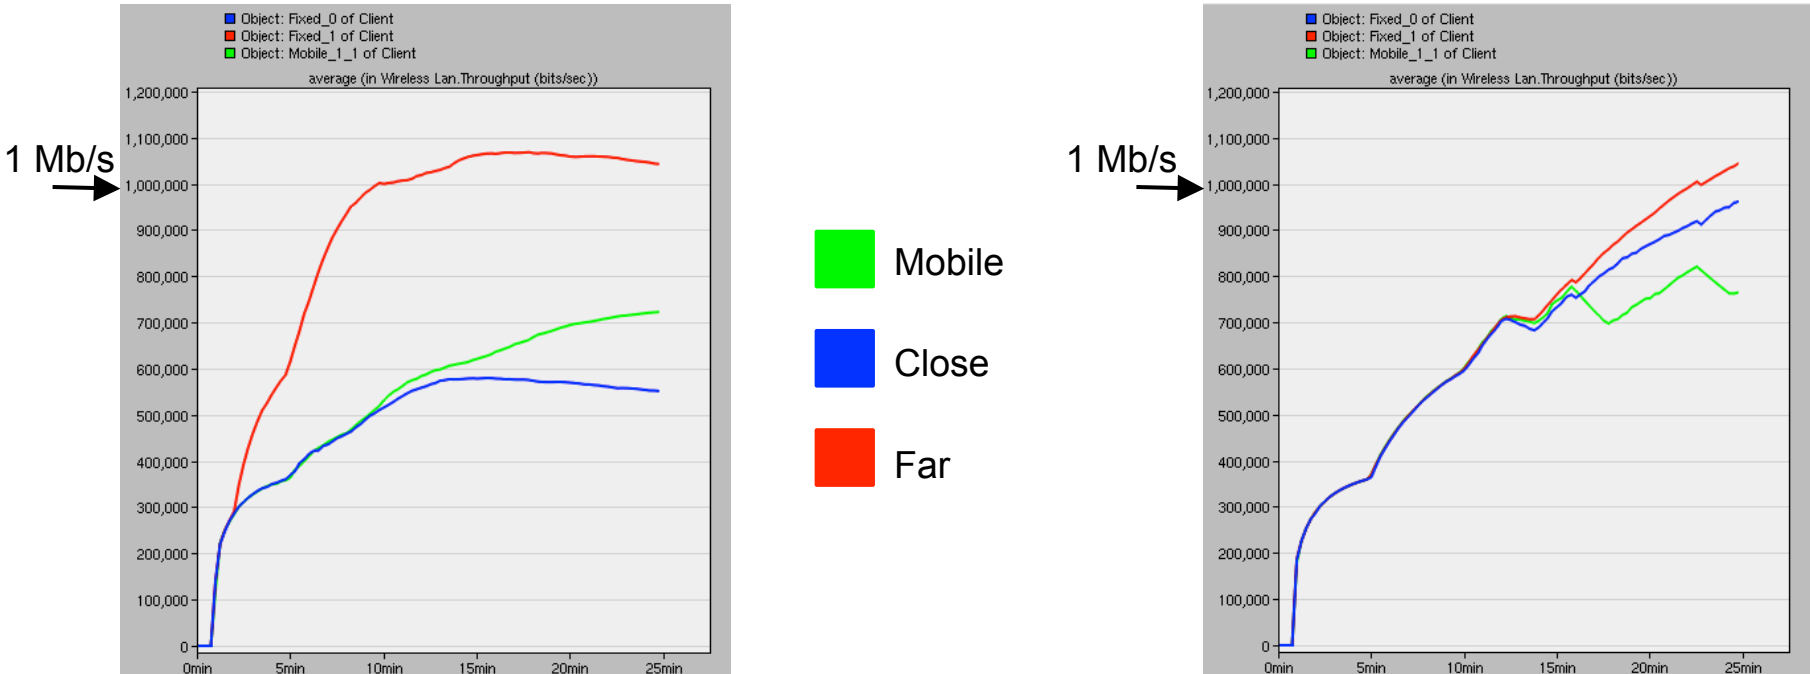 Object: Fixed_0 of Client
Object: Fixed_1 of Client
Object: Mobile_1_1 of Client
average (in Wireless Lan.Throughput (bits/sec))
1,200,000
1,100,000
1 Mb/s
1,000,000
900,000
800,000
700,000
600,000
500,000
400,000
300,000
200,000
100,000
0
0min 5min 10min 15min 20min 25min
Mobile
Close
Far
Object: Fixed_0 of Client
Object: Fixed_1 of Client
Object: Mobile_1_1 of Client
average (in Wireless Lan.Throughput (bits/sec))
1,200,000
1,100,000
1 Mb/s
1,000,000
900,000
800,000
700,000
600,000
500,000
400,000
300,000
200,000
100,000
0
0min 5min 10min 15min 20min 25min